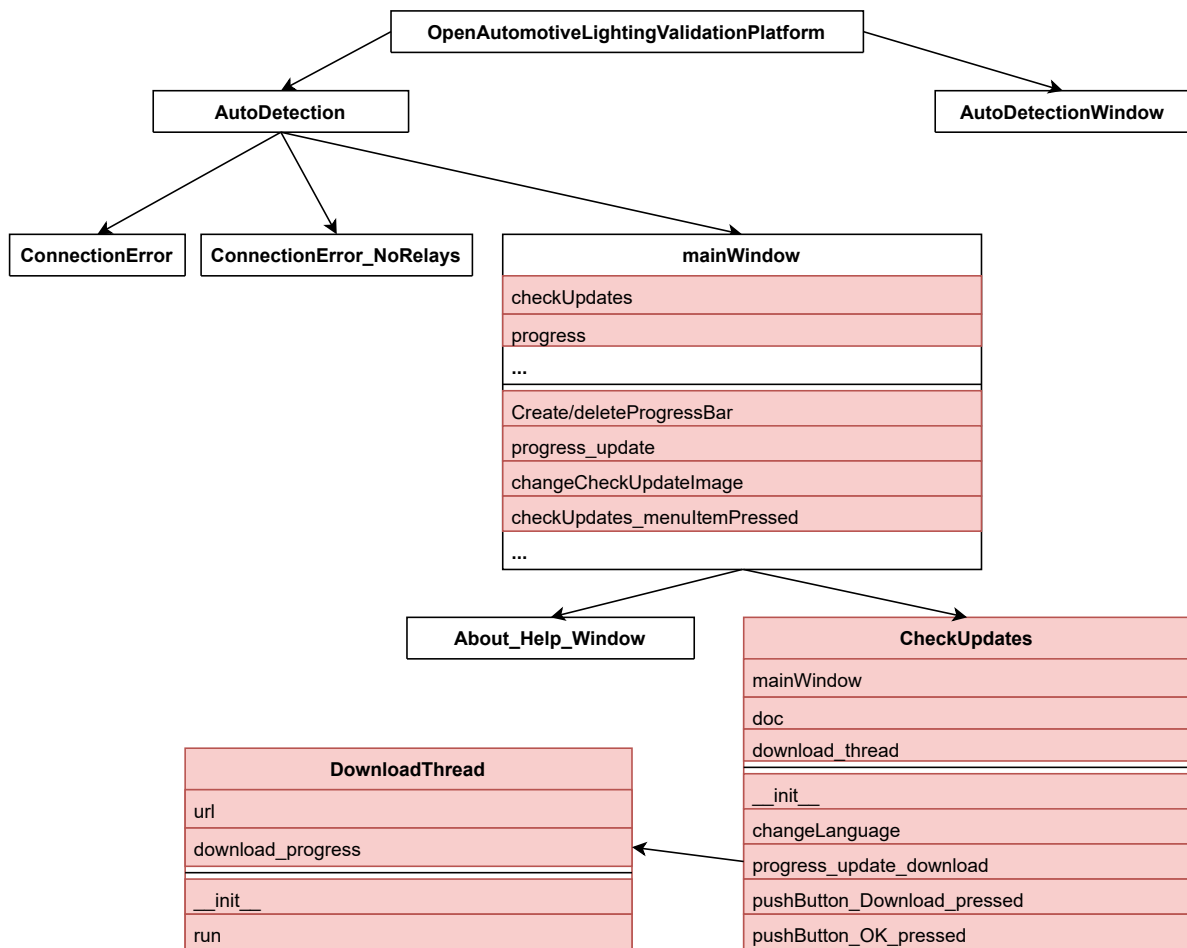 OpenAutomotiveLightingValidationPlatform
AutoDetection
AutoDetectionWindow
ConnectionError
ConnectionError_NoRelays
mainWindow
checkUpdates
progress
...
Create/deleteProgressBar
progress_update
changeCheckUpdateImage
checkUpdates_menuItemPressed
...
About_Help_Window
CheckUpdates
mainWindow
doc
download_thread
__init__
changeLanguage
progress_update_download
pushButton_Download_pressed
pushButton_OK_pressed
DownloadThread
url
download_progress
__init__
run